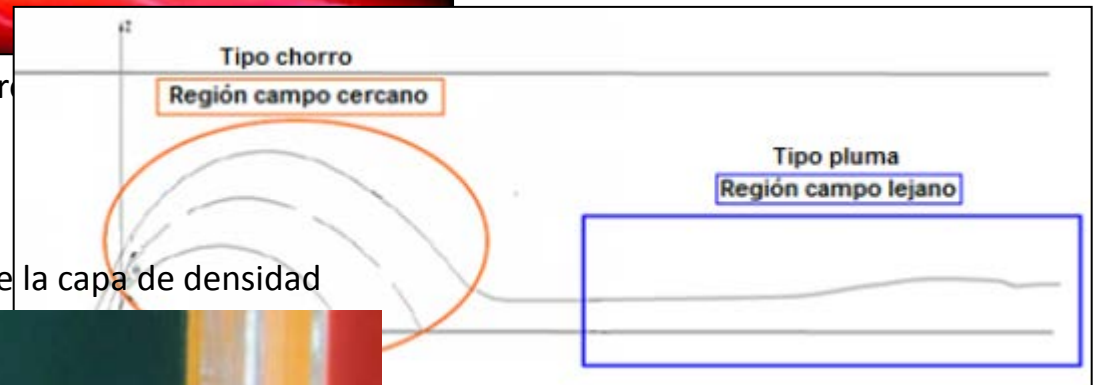 z
Tipo chorro
Región campo cercano
Tipo pluma
Región campo lejano
la capa de densidad